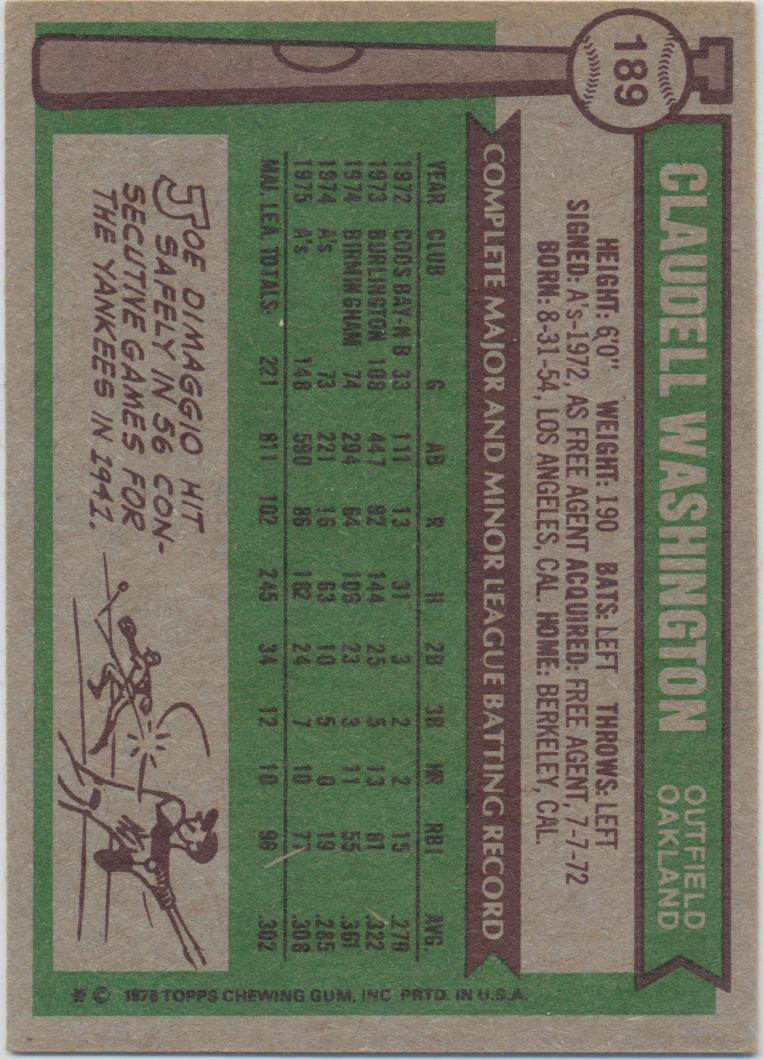 189
CLAUDELL WASHINGTON OUTFIELD OAKLAND
HEIGHT: 6'0" WEIGHT: 190 BATS: LEFT THROWS: LEFT
SIGNED: A's-1972, AS FREE AGENT ACQUIRED: FREE AGENT, 7-7-72
BORN: 8-31-54, LOS ANGELES, CAL. HOME: BERKELEY, CAL.
COMPLETE MAJOR AND MINOR LEAGUE BATTING RECORD
YEAR CLUB G AB R H 2B 3B HR RBI AVG.
1972 COOS BAY-N B 33 111 13 31 3 2 2 15 .279
1973 BURLINGTON 108 447 92 144 25 5 13 81 .322
1974 BIRMINGHAM 74 294 64 106 23 3 11 55 .361
1974 A's 73 221 16 63 10 5 0 19 .285
1975 A's 148 590 86 182 24 7 10 77 .308
MAJ. LEA. TOTALS: 221 811 102 245 34 12 10 96 .302
JOE DIMAGGIO HIT
SAFELY IN 56 CON-
SECUTIVE GAMES FOR
THE YANKEES IN 1941.
* © 1976 TOPPS CHEWING GUM, INC PRTD. IN U.S.A.